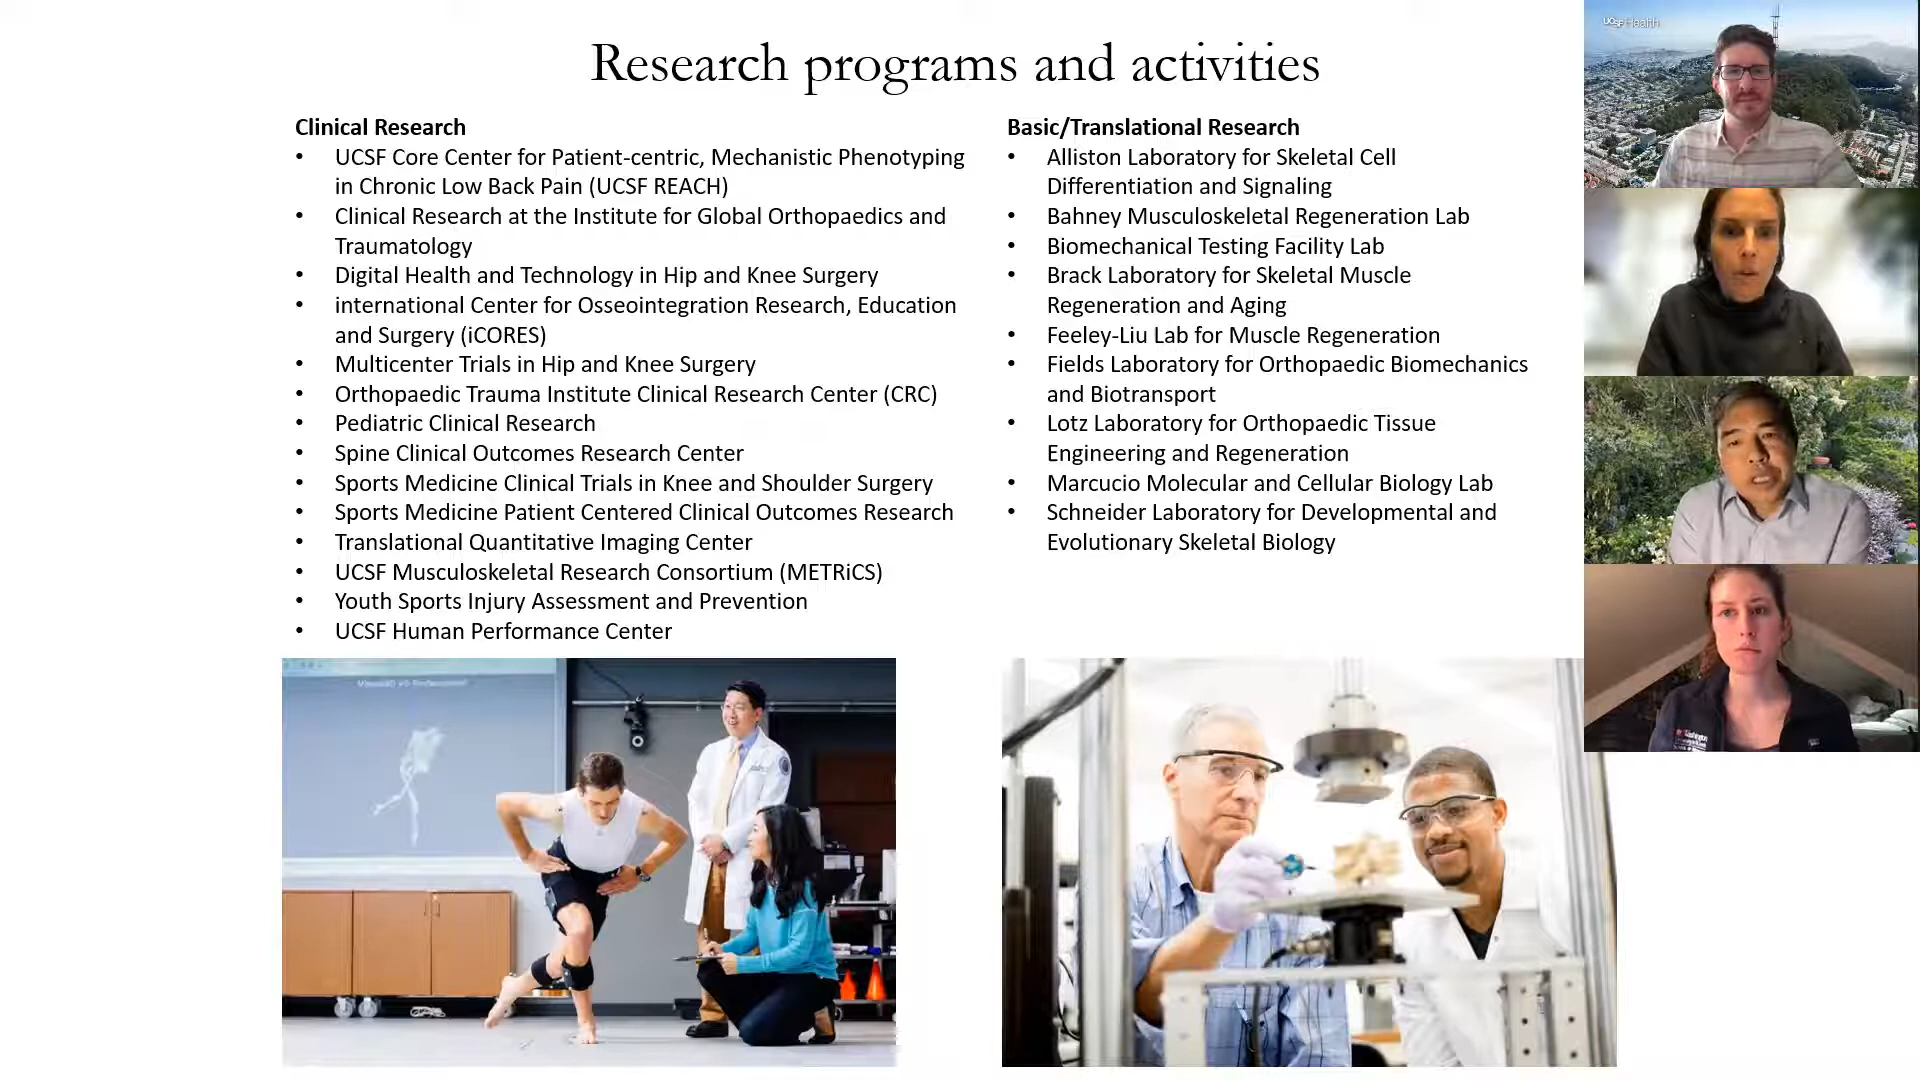 Research programs and activities
Clinical Research
• UCSF Core Center for Patient-centric, Mechanistic Phenotyping
in Chronic Low Back Pain (UCSF REACH)
• Clinical Research at the Institute for Global Orthopaedics and
Traumatology
• Digital Health and Technology in Hip and Knee Surgery
• international Center for Osseointegration Research, Education
and Surgery (iCORES)
• Multicenter Trials in Hip and Knee Surgery
• Orthopaedic Trauma Institute Clinical Research Center (CRC)
• Pediatric Clinical Research
• Spine Clinical Outcomes Research Center
• Sports Medicine Clinical Trials in Knee and Shoulder Surgery
• Sports Medicine Patient Centered Clinical Outcomes Research
• Translational Quantitative Imaging Center
• UCSF Musculoskeletal Research Consortium (METRiCS)
• Youth Sports Injury Assessment and Prevention
• UCSF Human Performance Center
Basic/Translational Research
• Alliston Laboratory for Skeletal Cell
Differentiation and Signaling
• Bahney Musculoskeletal Regeneration Lab
• Biomechanical Testing Facility Lab
• Brack Laboratory for Skeletal Muscle
Regeneration and Aging
• Feeley-Liu Lab for Muscle Regeneration
• Fields Laboratory for Orthopaedic Biomechanics
and Biotransport
• Lotz Laboratory for Orthopaedic Tissue
Engineering and Regeneration
• Marcucio Molecular and Cellular Biology Lab
• Schneider Laboratory for Developmental and
Evolutionary Skeletal Biology
UCSF Health
Washington